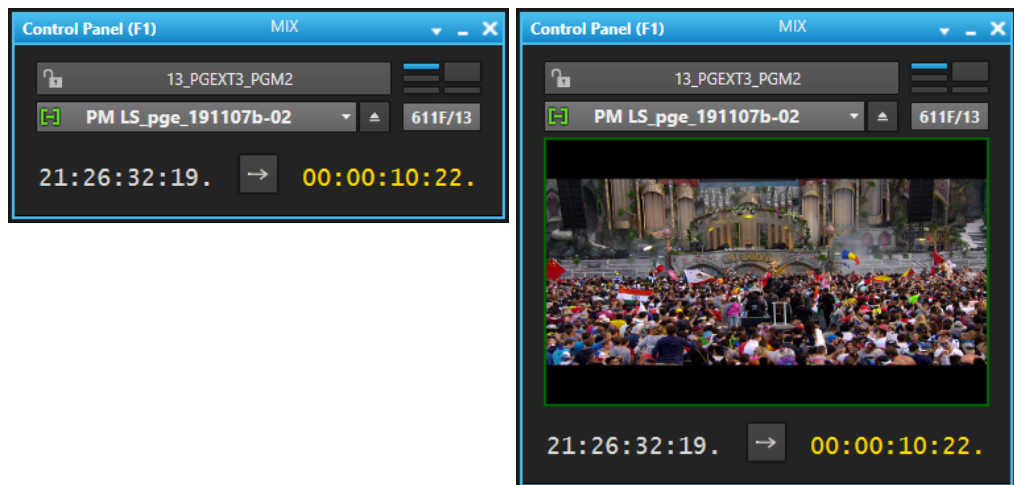 Control Panel (F1) MIX
13_PGEXT3_PGM2
PM LS_pge_191107b-02 611F/13
21:26:32:19. 00:00:10:22.
Control Panel (F1) MIX
13_PGEXT3_PGM2
PM LS_pge_191107b-02 611F/13
21:26:32:19. 00:00:10:22.